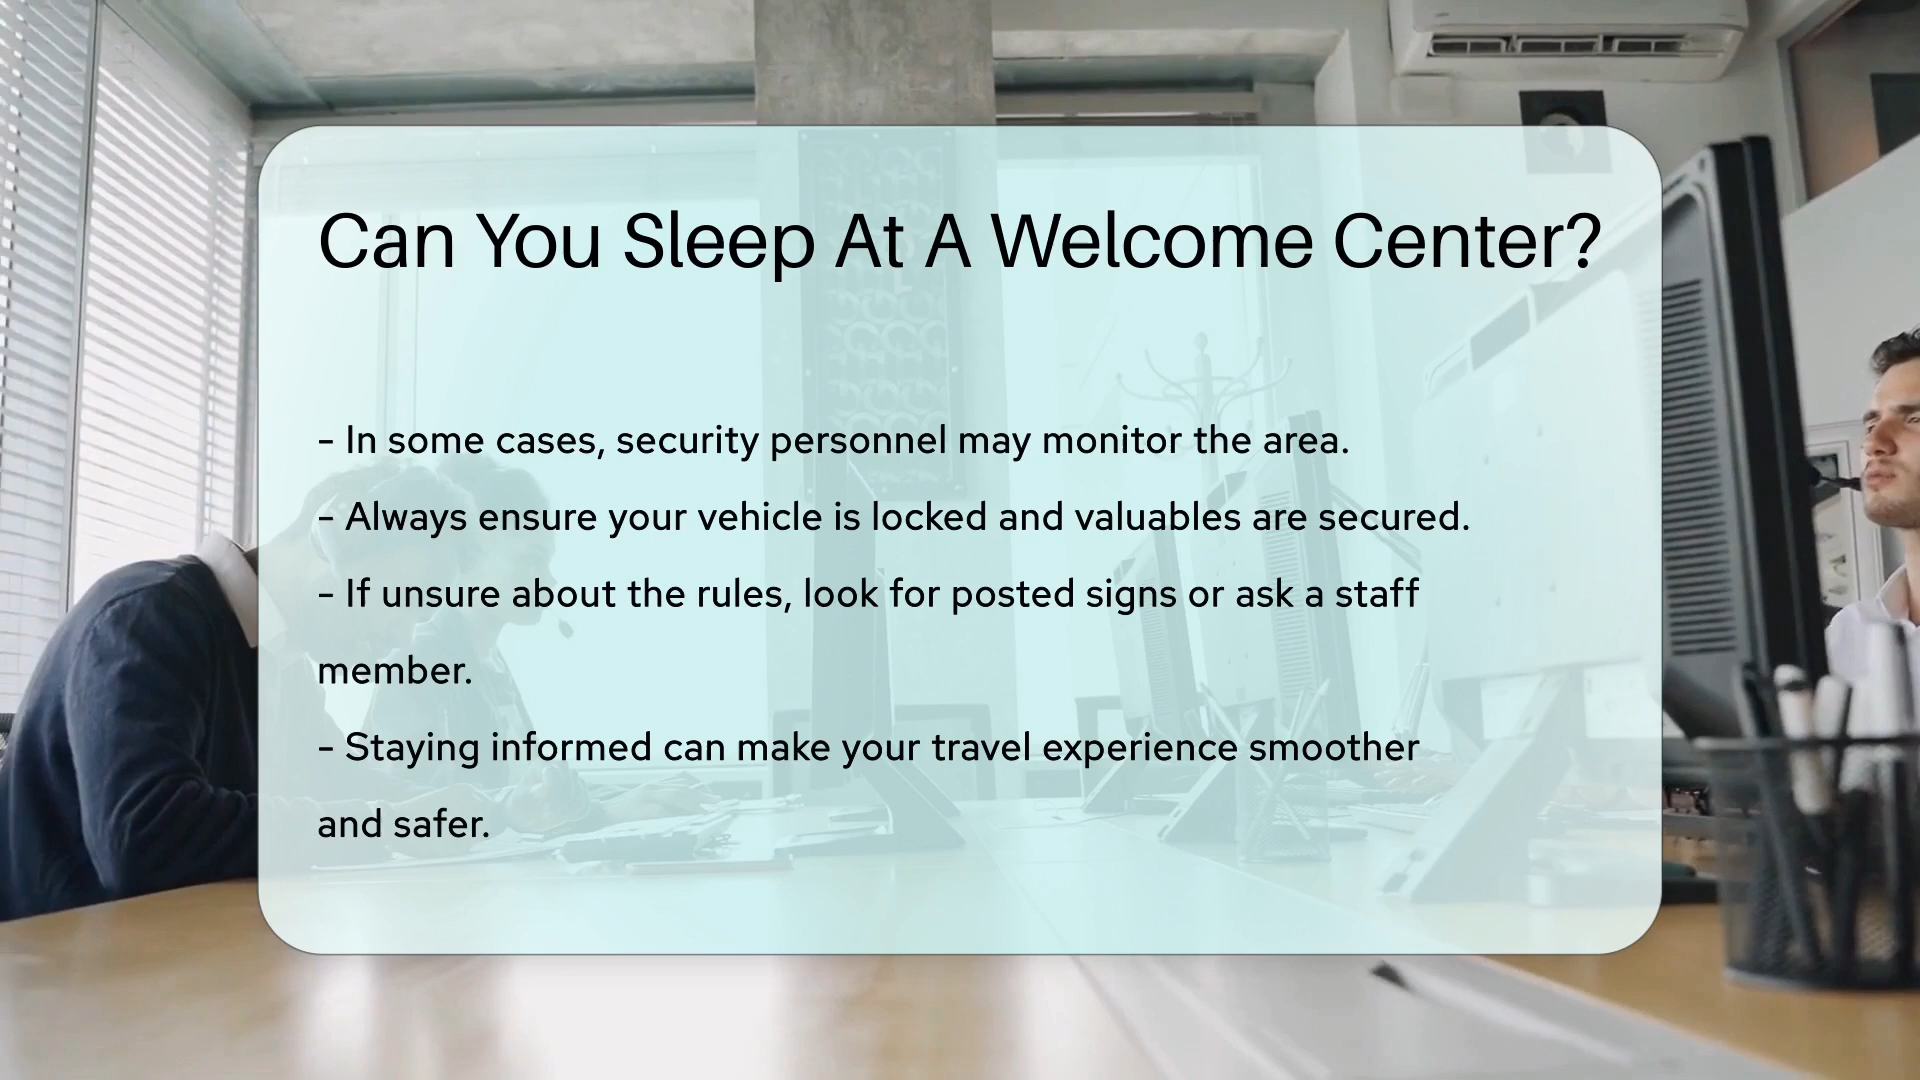 Can You Sleep At A Welcome Center?
- In some cases, security personnel may monitor the area.
- Always ensure your vehicle is locked and valuables are secured.
- If unsure about the rules, look for posted signs or ask a staff
member.
- Staying informed can make your travel experience smoother
and safer.